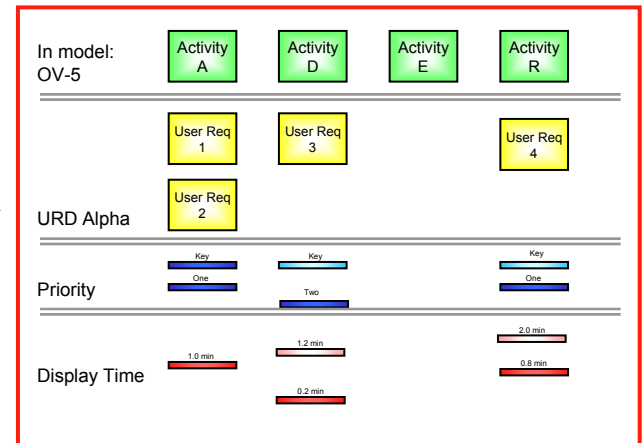 In model:
OV-5
Activity
A
Activity
D
Activity
E
Activity
R
User Req
1
User Req
3
User Req
4
User Req
2
URD Alpha
Key
Key
Key
Priority
One
Two
One
Display Time
1.0 min
1.2 min
0.2 min
2.0 min
0.8 min